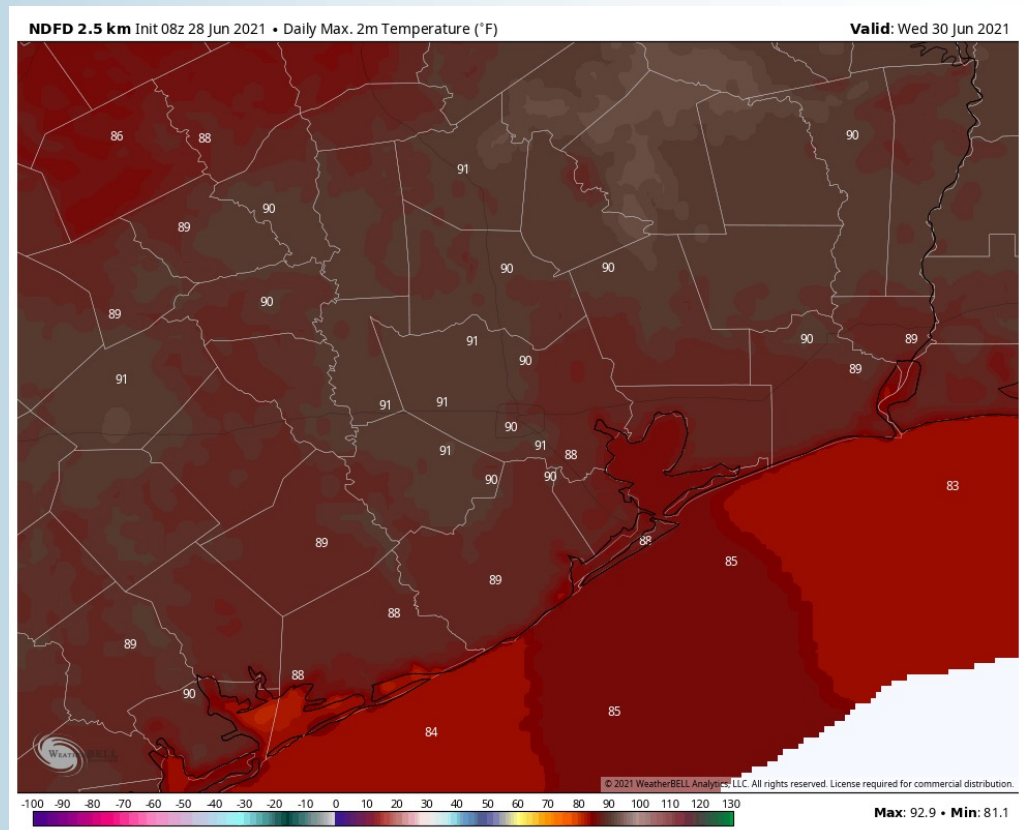 NDFD 2.5 km Init 08z 28 Jun 2021 • Daily Max. 2m Temperature (°F) Valid: Wed 30 Jun 2021
86 88 90
91
90
89
90 90
90
89
91 90 89
90 89
91
91 91
90
91 91 88
90 90
83
89 88
85
89
88
89
88
90
85
84
WEATHERBELL
© 2021 WeatherBELL Analytics, LLC. All rights reserved. License required for commercial distribution.
-100 -90 -80 -70 -60 -50 -40 -30 -20 -10 0 10 20 30 40 50 60 70 80 90 100 110 120 130
Max: 92.9 • Min: 81.1